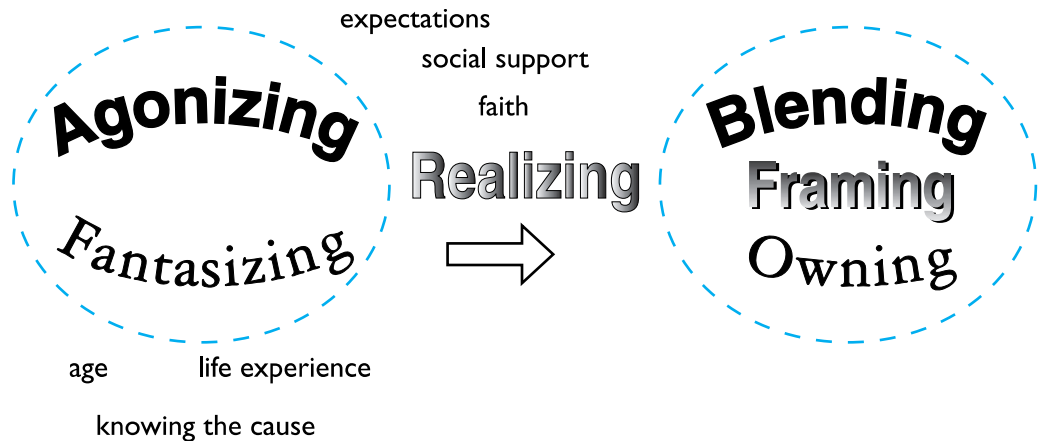 expectations
social support
faith
Agonizing
Fantasizing
Realizing
Blending
Framing
Owning
age life experience
knowing the cause